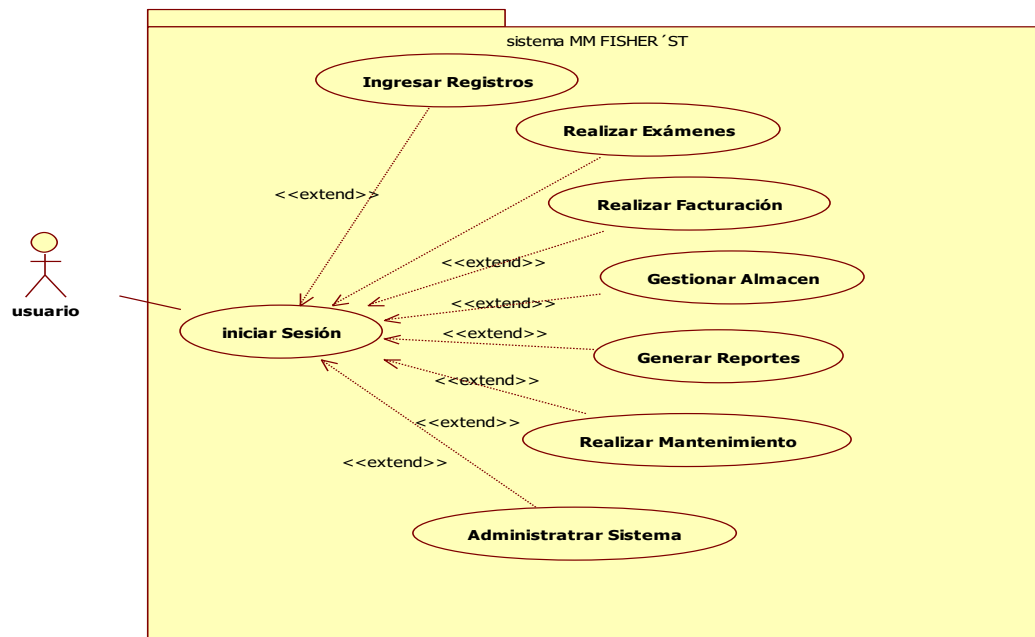 sistema MM FISHER´ST
Ingresar Registros
Realizar Exámenes
<<extend>>
Realizar Facturación
<<extend>>
Gestionar Almacen
<<extend>>
usuario
iniciar Sesión
<<extend>>
Generar Reportes
<<extend>>
<<extend>>
Realizar Mantenimiento
<<extend>>
Administratrar Sistema